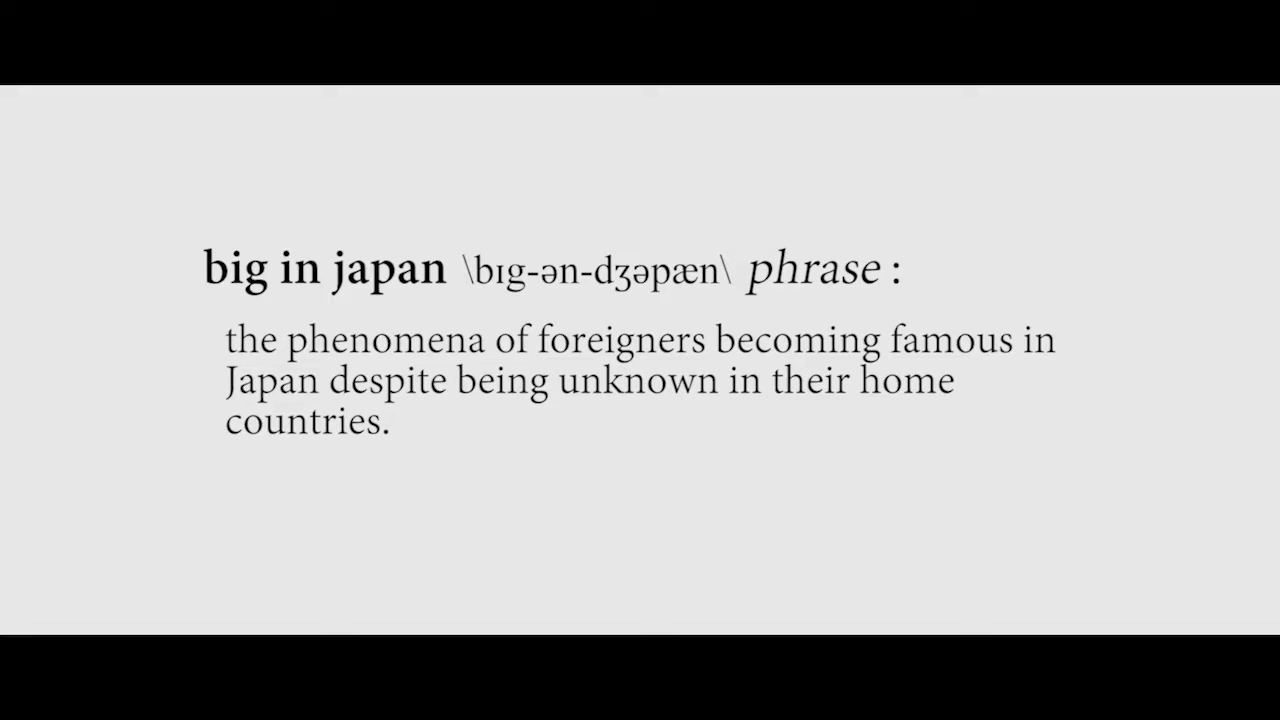 big in japan \bɪg-ən-dʒəpæn\ phrase :
the phenomena of foreigners becoming famous in
Japan despite being unknown in their home
countries.